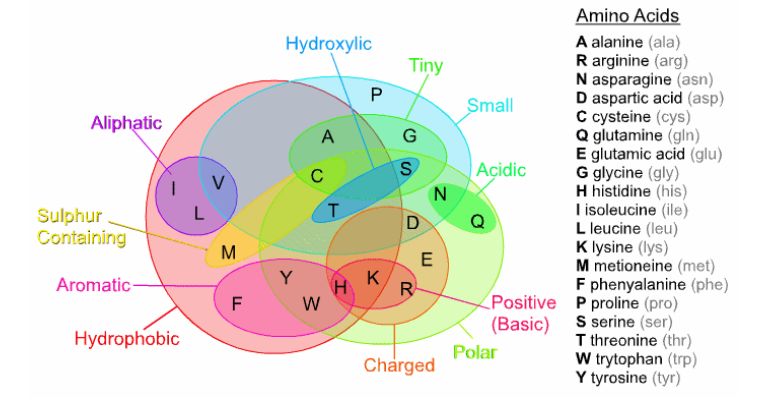 Amino Acids
A alanine (ala)
R arginine (arg)
N asparagine (asn)
D aspartic acid (asp)
C cysteine (cys)
Q glutamine (gln)
E glutamic acid (glu)
G glycine (gly)
H histidine (his)
I isoleucine (ile)
L leucine (leu)
K lysine (lys)
M metioneine (met)
F phenyalanine (phe)
P proline (pro)
S serine (ser)
T threonine (thr)
W trytophan (trp)
Y tyrosine (tyr)
Hydroxylic
Tiny
Small
Aliphatic
Acidic
Sulphur
Containing
Aromatic
Hydrophobic
Positive
(Basic)
Polar
Charged
P
A
G
C
S
I
V
L
T
N
Q
D
M
E
Y
H
K
R
F
W